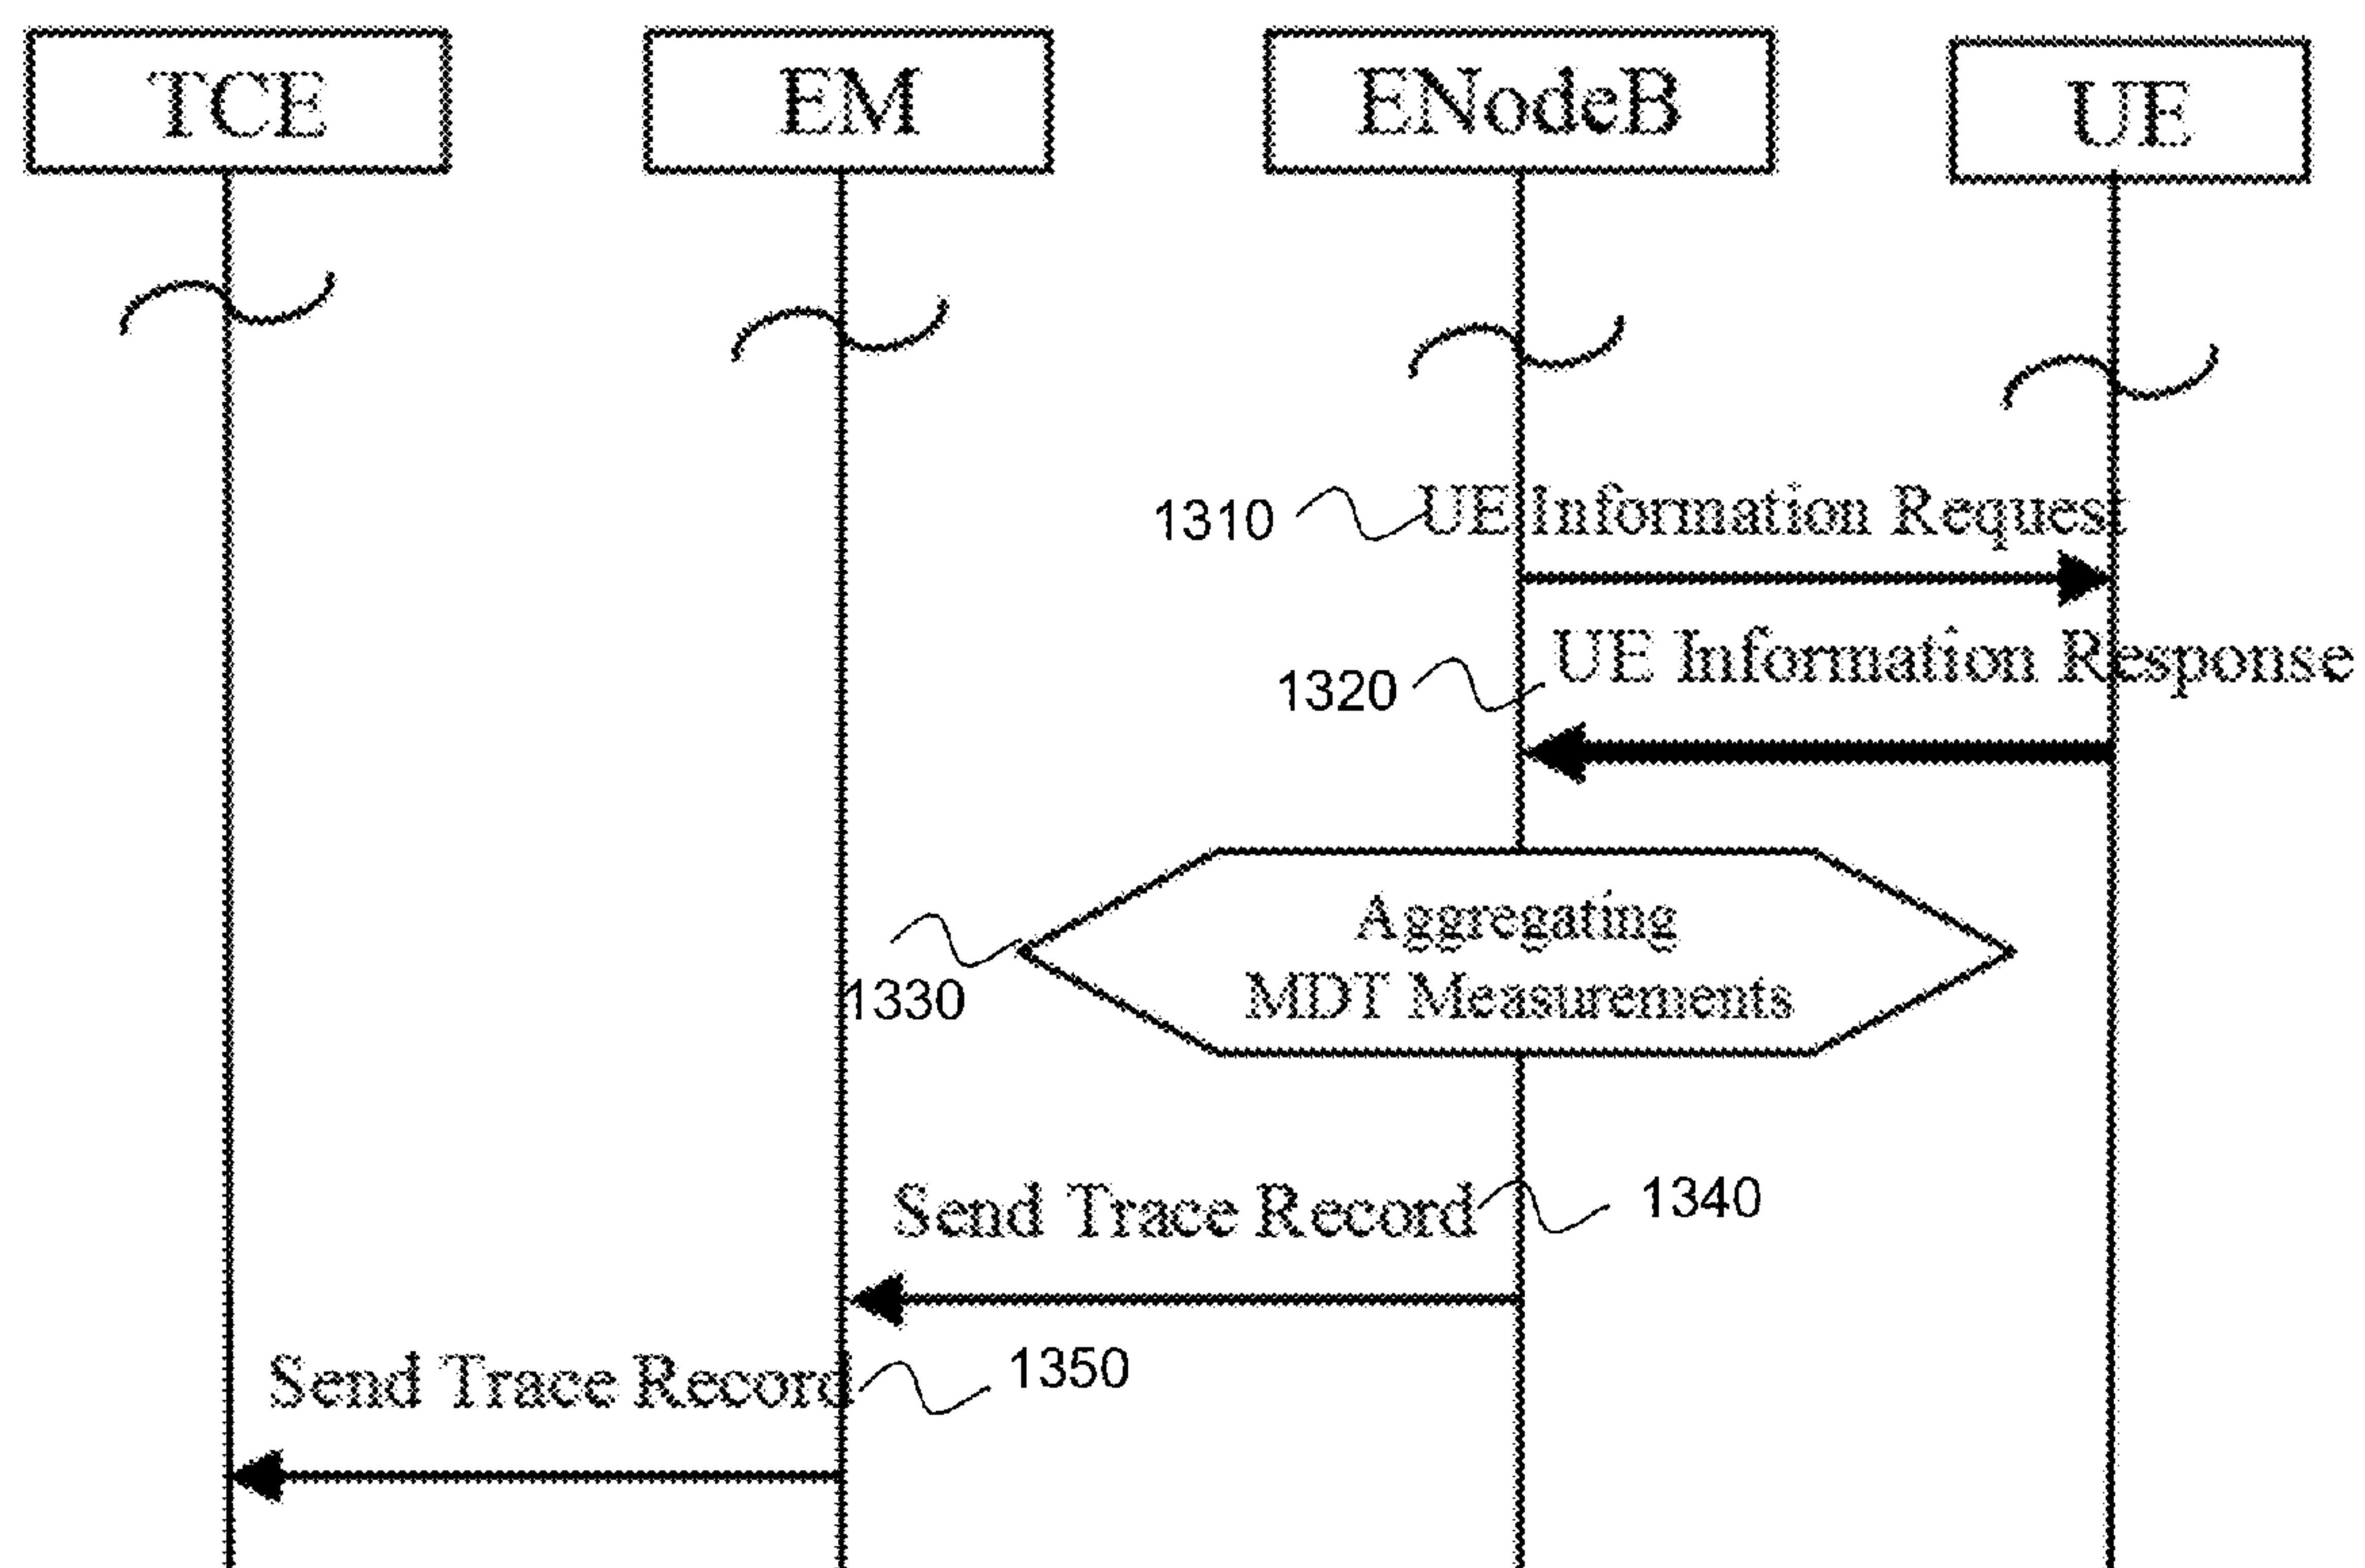 TCE
EM
ENodeB
UE
1310 UE Information Request
1320 UE Information Response
Aggregating
MDT Measurements
1330
Send Trace Record 1340
Send Trace Record 1350